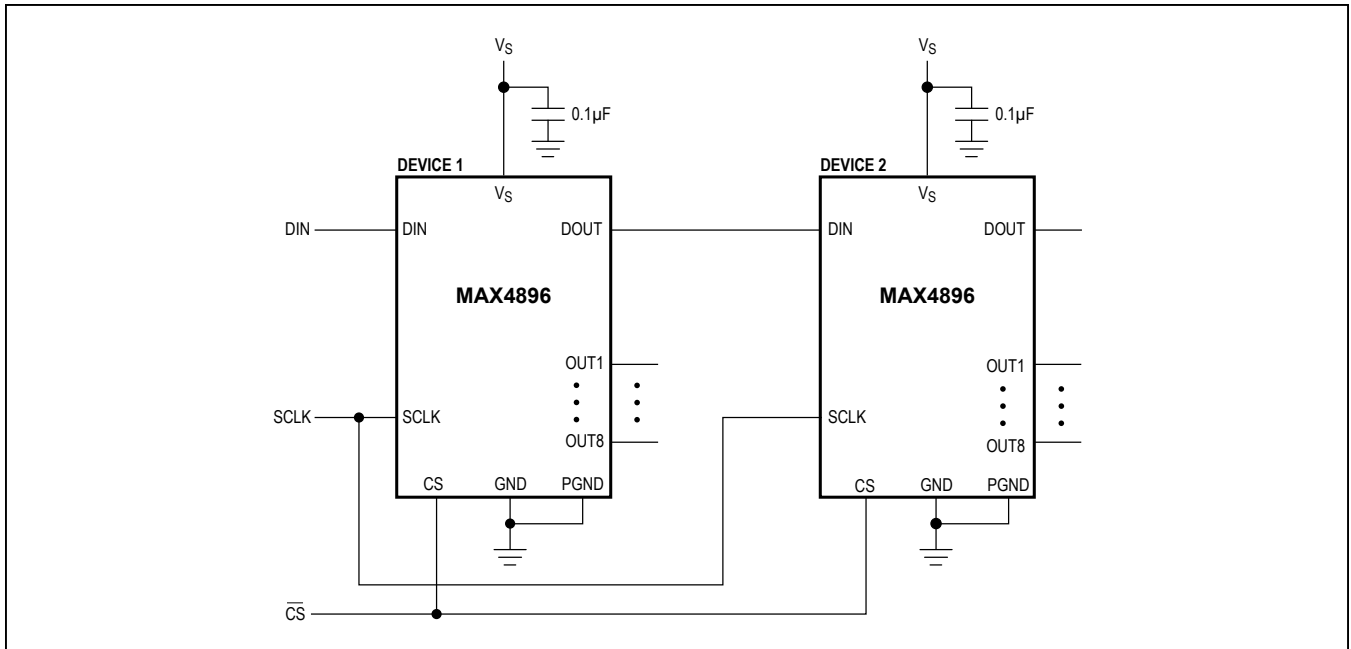 VS
VS
0.1µF
0.1µF
DEVICE 1
DEVICE 2
VS
VS
DIN
DIN
DOUT
DIN
DOUT
MAX4896
MAX4896
OUT1
OUT1
SCLK
SCLK
SCLK
OUT8
OUT8
CS
GND
PGND
CS
GND
PGND
C̅S̅